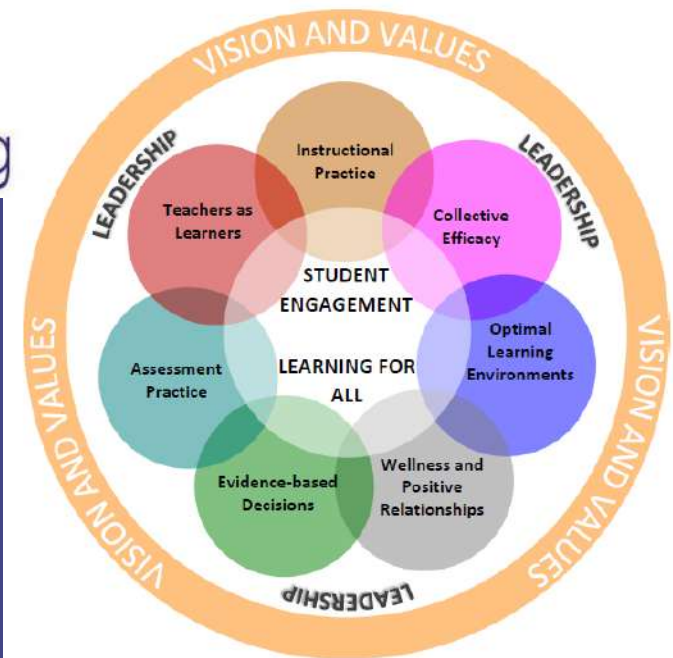 VISION AND VALUES
g
LEADERSHIP
LEADERSHIP
Instructional
Practice
Teachers as
Learners
Collective
Efficacy
STUDENT
ENGAGEMENT
LEARNING FOR
ALL
Optimal
Learning
Environments
Assessment
Practice
VISION AND VALUES
VISION AND VALUES
Evidence-based
Decisions
Wellness and
Positive
Relationships
LEADERSHIP